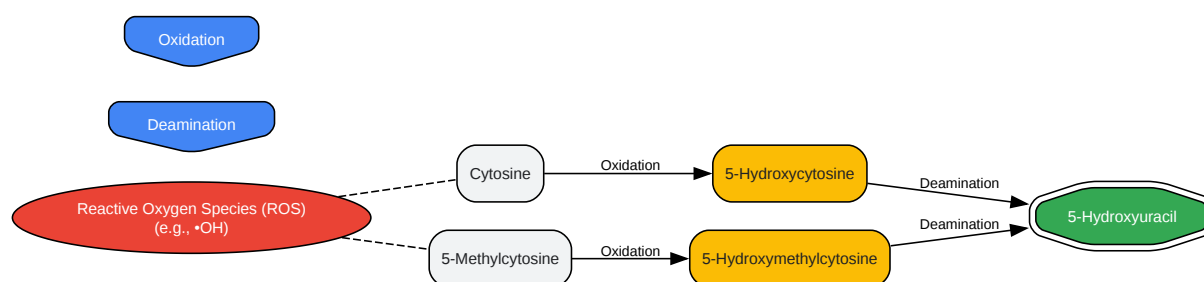 Oxidation
Deamination
Reactive Oxygen Species (ROS)
(e.g., •OH)
Cytosine
Oxidation
5-Hydroxycytosine
Deamination
5-Methylcytosine
Oxidation
5-Hydroxymethylcytosine
Deamination
5-Hydroxyuracil